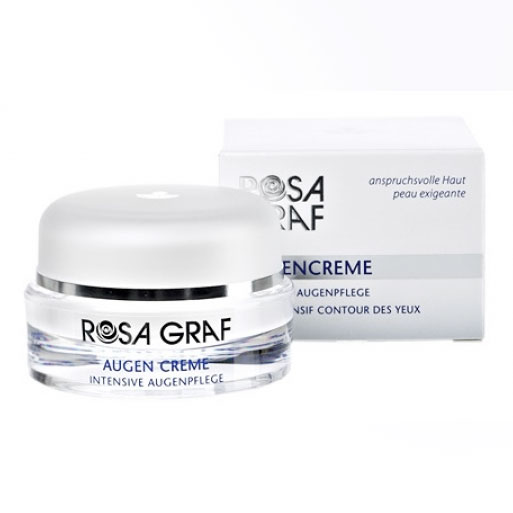 ROSA GRAF
AUGEN CREME
INTENSIVE AUGENPFLEGE
ROSA
GRAF
anspruchsvolle Haut
peau exigeante
ENCREME
AUGENPFLEGE
NSIF CONTOUR DES YEUX